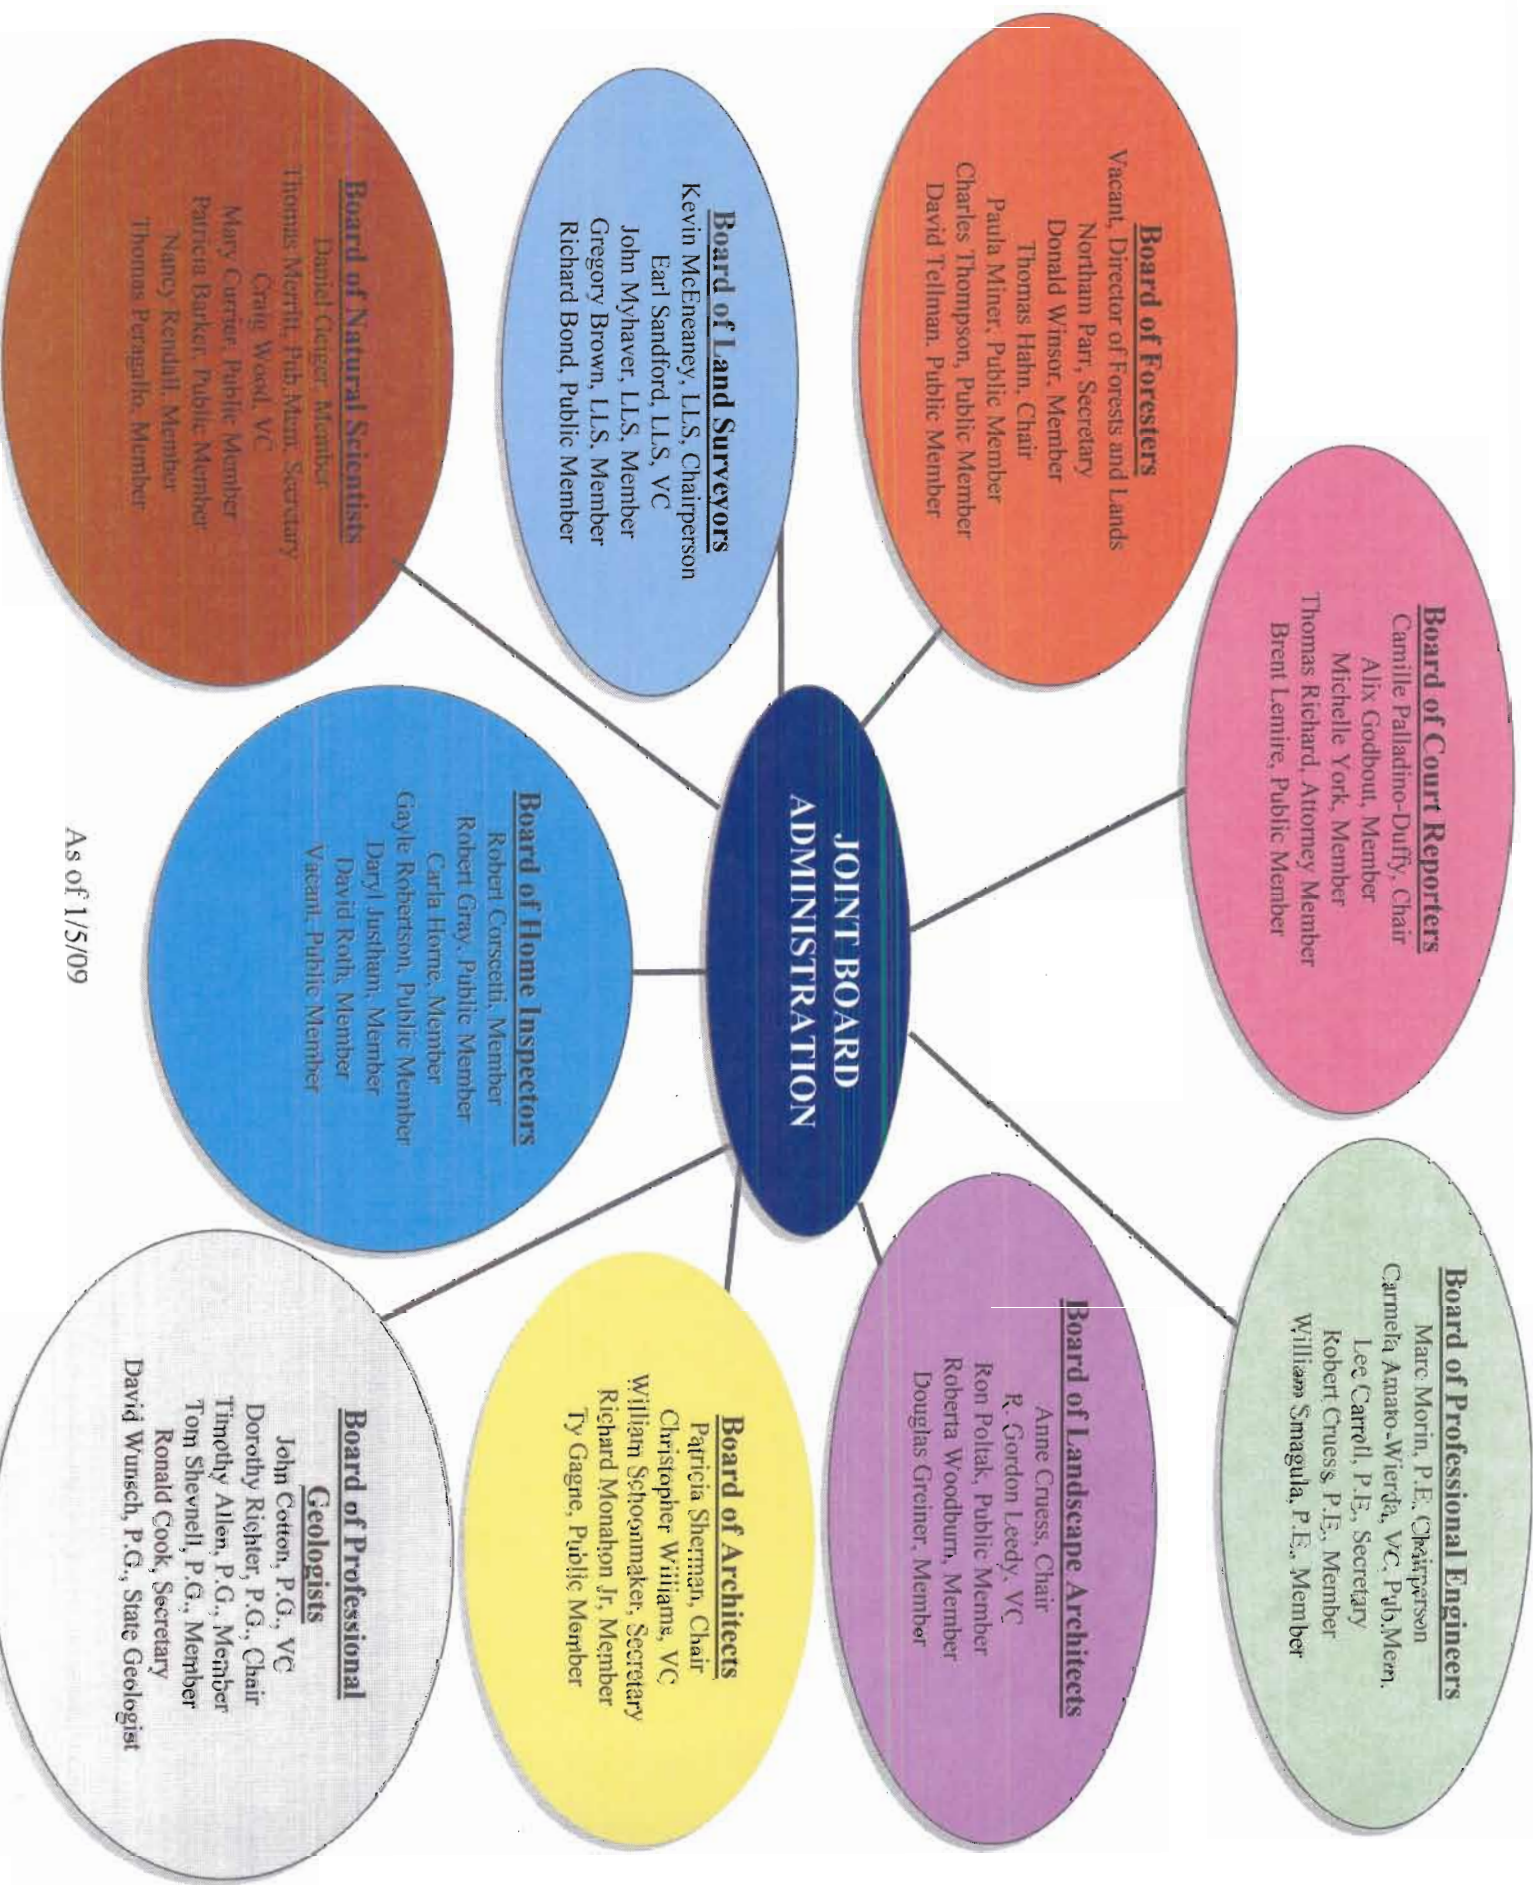 Board of Court Reporters
Camille Palladino-Duffy, Chair
Alix Godbout, Member
Michelle York, Member
Thomas Richard, Attorney Member
Brent Lemire, Public Member
Board of Professional Engineers
Marc Morin, P.E., Chairperson
Carmela Amato-Wierda, VC, Pub.Mem.
Lee Carroll, P.E., Secretary
Robert Cruess, P.E., Member
William Smagula, P.E., Member
Board of Foresters
Vacant, Director of Forests and Lands
Northam Parr, Secretary
Donald Winsor, Member
Thomas Hahn, Chair
Paula Miner, Public Member
Charles Thompson, Public Member
David Tellman, Public Member
Board of Landscape Architects
Anne Cruess, Chair
R. Gordon Leedy, VC
Ron Poltak, Public Member
Roberta Woodburn, Member
Douglas Greiner, Member
JOINT BOARD
ADMINISTRATION
Board of Land Surveyors
Kevin McEneaney, LLS, Chairperson
Earl Sandford, LLS, VC
John Myhaver, LLS, Member
Gregory Brown, LLS, Member
Richard Bond, Public Member
Board of Architects
Patricia Sherman, Chair
Christopher Williams, VC
William Schoonmaker, Secretary
Richard Monahon Jr, Member
Ty Gagne, Public Member
Board of Natural Scientists
Daniel Geiger, Member
Thomas Merritt, Pub.Mem, Secretary
Craig Wood, VC
Mary Currier, Public Member
Patricia Barker, Public Member
Nancy Rendall, Member
Thomas Peragallo, Member
Board of Home Inspectors
Robert Corscetti, Member
Robert Gray, Public Member
Carla Horne, Member
Gayle Robertson, Public Member
Daryl Justham, Member
David Roth, Member
Vacant, Public Member
Board of Professional
Geologists
John Cotton, P.G., VC
Dorothy Richter, P.G., Chair
Timothy Allen, P.G., Member
Tom Shevnell, P.G., Member
Ronald Cook, Secretary
David Wunsch, P.G., State Geologist
As of 1/5/09